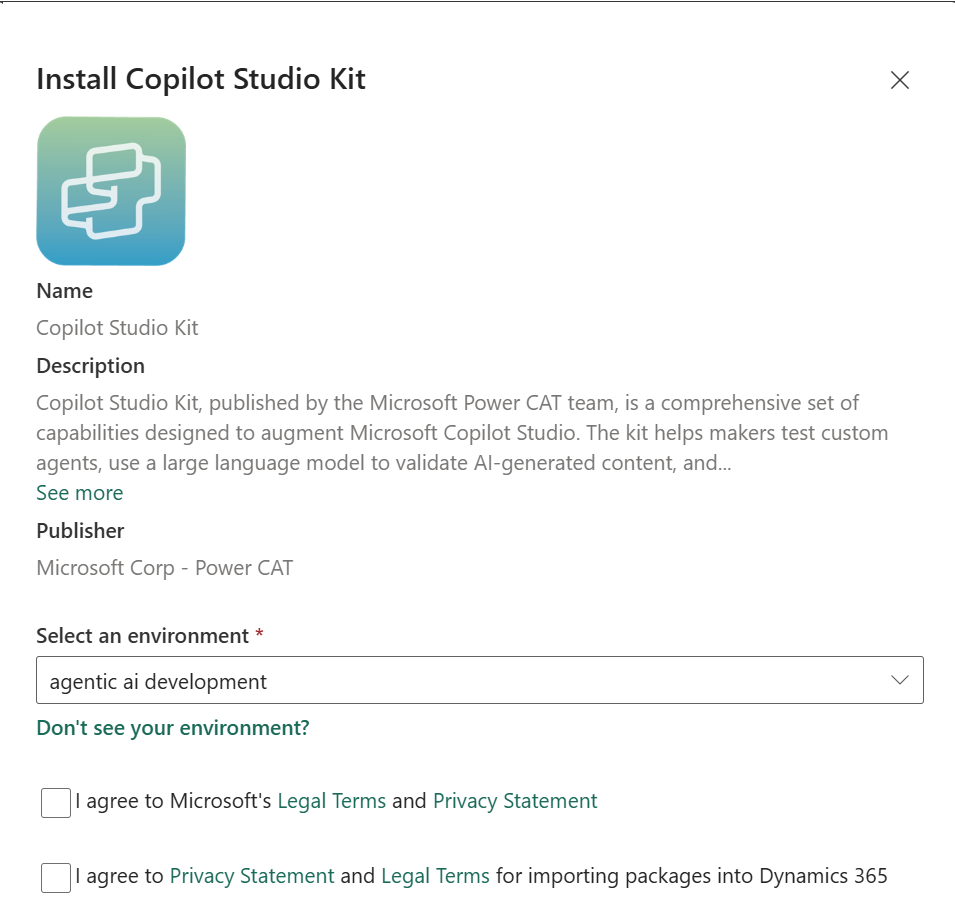 Install Copilot Studio Kit
Name
Copilot Studio Kit
Description
Copilot Studio Kit, published by the Microsoft Power CAT team, is a comprehensive set of
capabilities designed to augment Microsoft Copilot Studio. The kit helps makers test custom
agents, use a large language model to validate AI-generated content, and...
See more
Publisher
Microsoft Corp - Power CAT
Select an environment *
agentic ai development
Don't see your environment?
I agree to Microsoft's Legal Terms and Privacy Statement
I agree to Privacy Statement and Legal Terms for importing packages into Dynamics 365